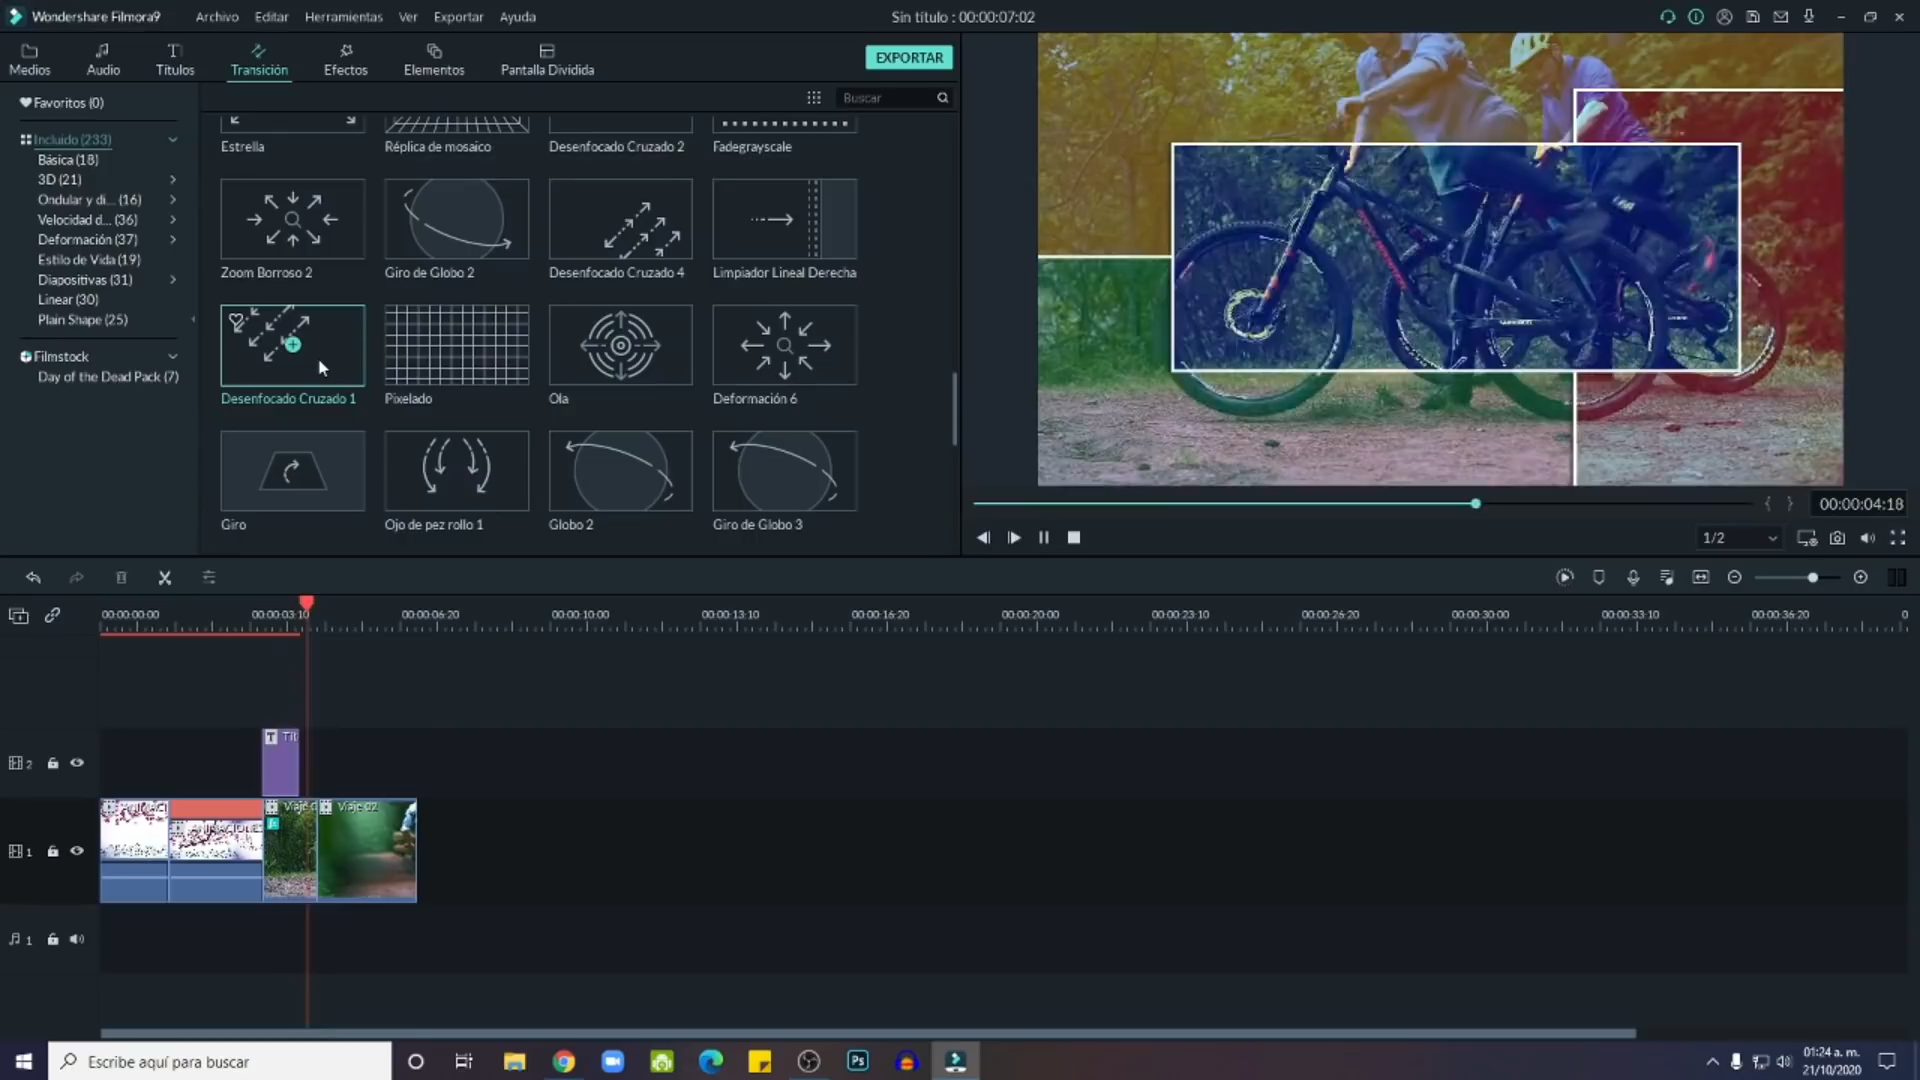 Wondershare Filmora9
Archivo Editar Herramientas Ver Exportar Ayuda
Sin título : 00:00:07:02
Medios Audio Títulos Transición Efectos Elementos Pantalla Dividida
EXPORTAR
Favoritos (0)
Buscar
Incluido (233)
Básica (18)
3D (21)
Ondular y di... (16)
Velocidad d... (36)
Deformación (37)
Estilo de Vida (19)
Diapositivas (31)
Linear (30)
Plain Shape (25)
Filmstock
Day of the Dead Pack (7)
Estrella Réplica de mosaico Desenfocado Cruzado 2 Fadegrayscale
Zoom Borroso 2 Giro de Globo 2 Desenfocado Cruzado 4 Limpiador Lineal Derecha
Desenfocado Cruzado 1 Pixelado Ola Deformación 6
Giro Ojo de pez rollo 1 Globo 2 Giro de Globo 3
00:00:04:18
1/2
00:00:00:00 00:00:03:10 00:00:06:20 00:00:10:00 00:00:13:10 00:00:16:20 00:00:20:00 00:00:23:10 00:00:26:20 00:00:30:00 00:00:33:10 00:00:36:20 0
T Tít
2
Viaje 02
ANIMACIONES
1
1
Escribe aquí para buscar
Ps
01:24 a. m.
21/10/2020